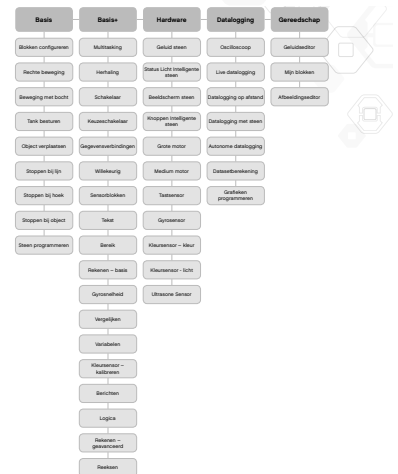 Basis
Blokken configureren
Rechte beweging
Beweging met bocht
Tank besturen
Object verplaatsen
Stoppen bij lijn
Stoppen bij hoek
Stoppen bij object
Steen programmeren
Basis+
Multitasking
Herhaling
Schakelaar
Keuzeschakelaar
Gegevensverbindingen
Willekeurig
Sensorblokken
Tekst
Bereik
Rekenen – basis
Gyrosnelheid
Vergelijken
Variabelen
Kleursensor –
kalibreren
Berichten
Logica
Rekenen –
geavanceerd
Reeksen
Hardware
Geluid steen
Status Licht Intelligente
steen
Beeldscherm steen
Knoppen Intelligente
steen
Grote motor
Medium motor
Tastsensor
Gyrosensor
Kleursensor – kleur
Kleursensor - licht
Ultrasone Sensor
Datalogging
Oscilloscoop
Live datalogging
Datalogging op afstand
Datalogging met steen
Autonome datalogging
Datasetberekening
Grafieken
programmeren
Gereedschap
Geluidseditor
Mijn blokken
Afbeeldingseditor